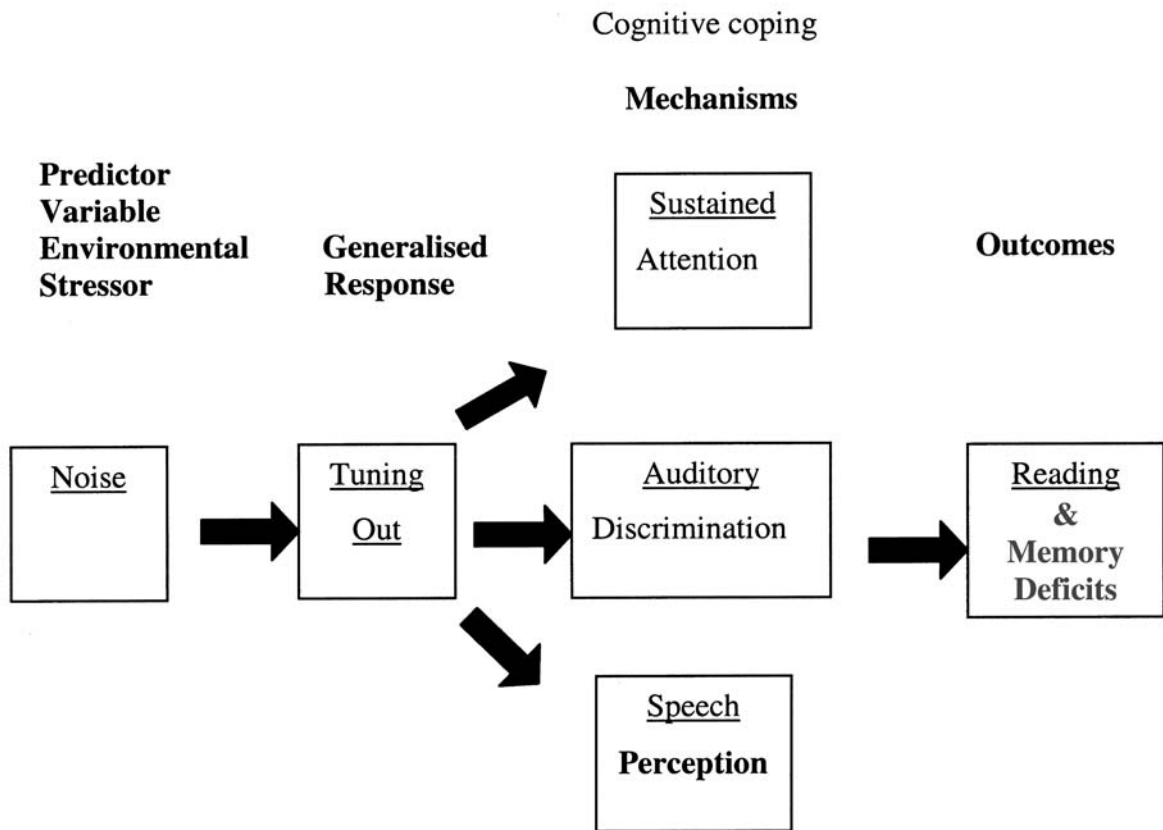 Cognitive coping
Mechanisms
Predictor
Variable
Environmental
Stressor
Generalised
Response
Outcomes
Sustained
Attention
Noise
Tuning
Out
Auditory
Discrimination
Reading
&
Memory
Deficits
Speech
Perception